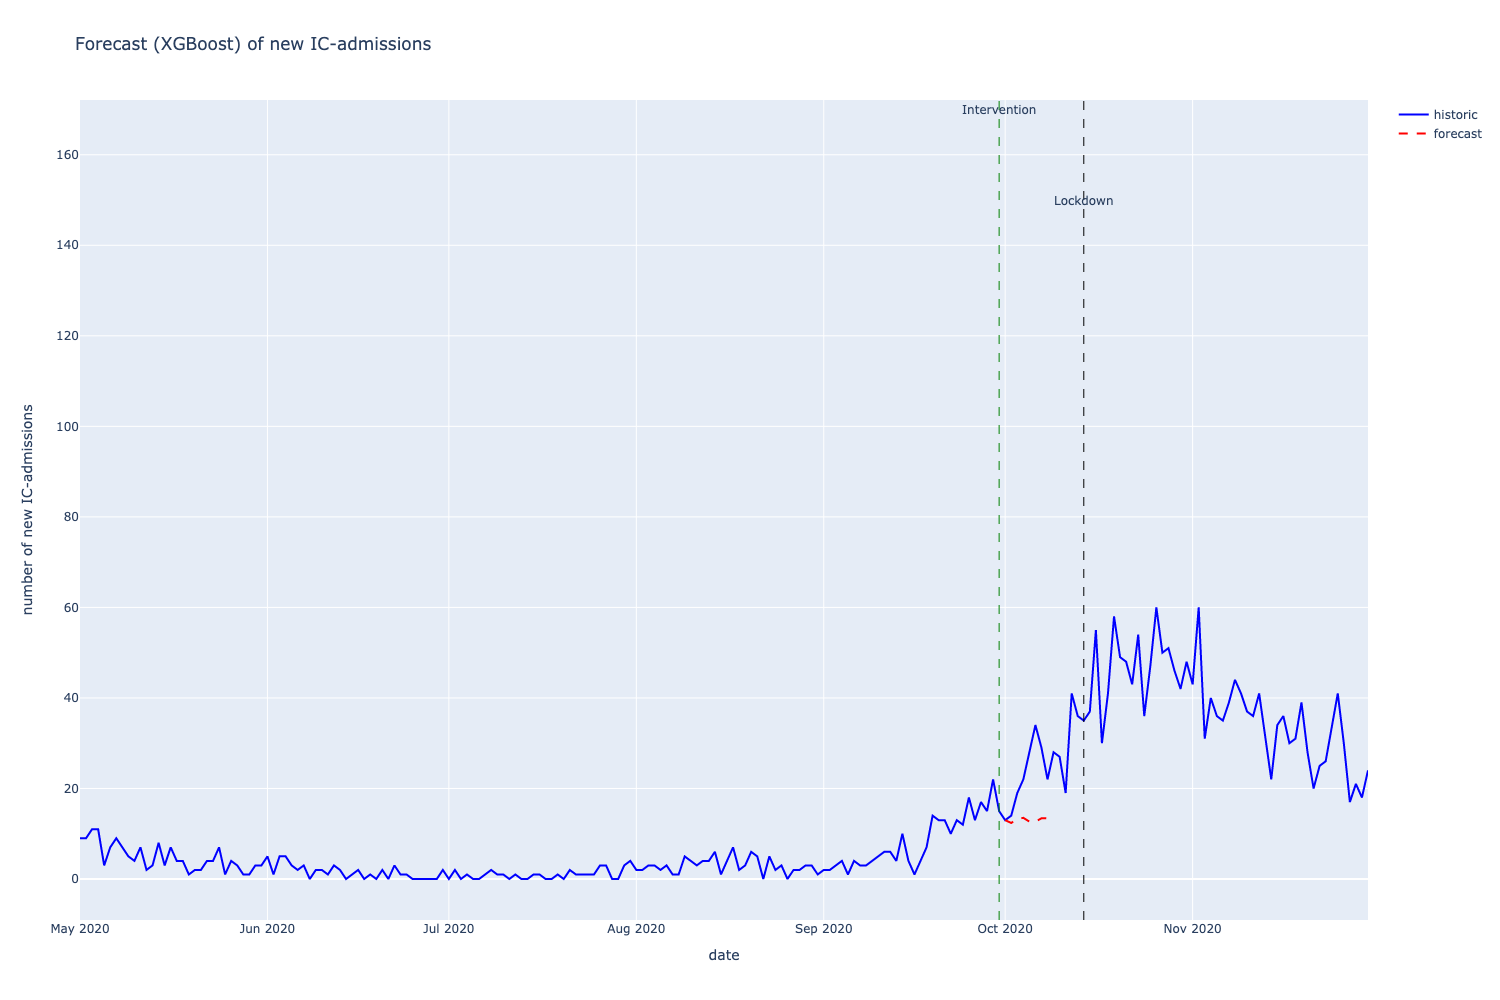 Forecast (XGBoost) of new IC-admissions
Intervention
Lockdown
historic
forecast
160
140
120
100
80
60
40
20
0
number of new IC-admissions
May 2020
Jun 2020
Jul 2020
Aug 2020
Sep 2020
Oct 2020
Nov 2020
date